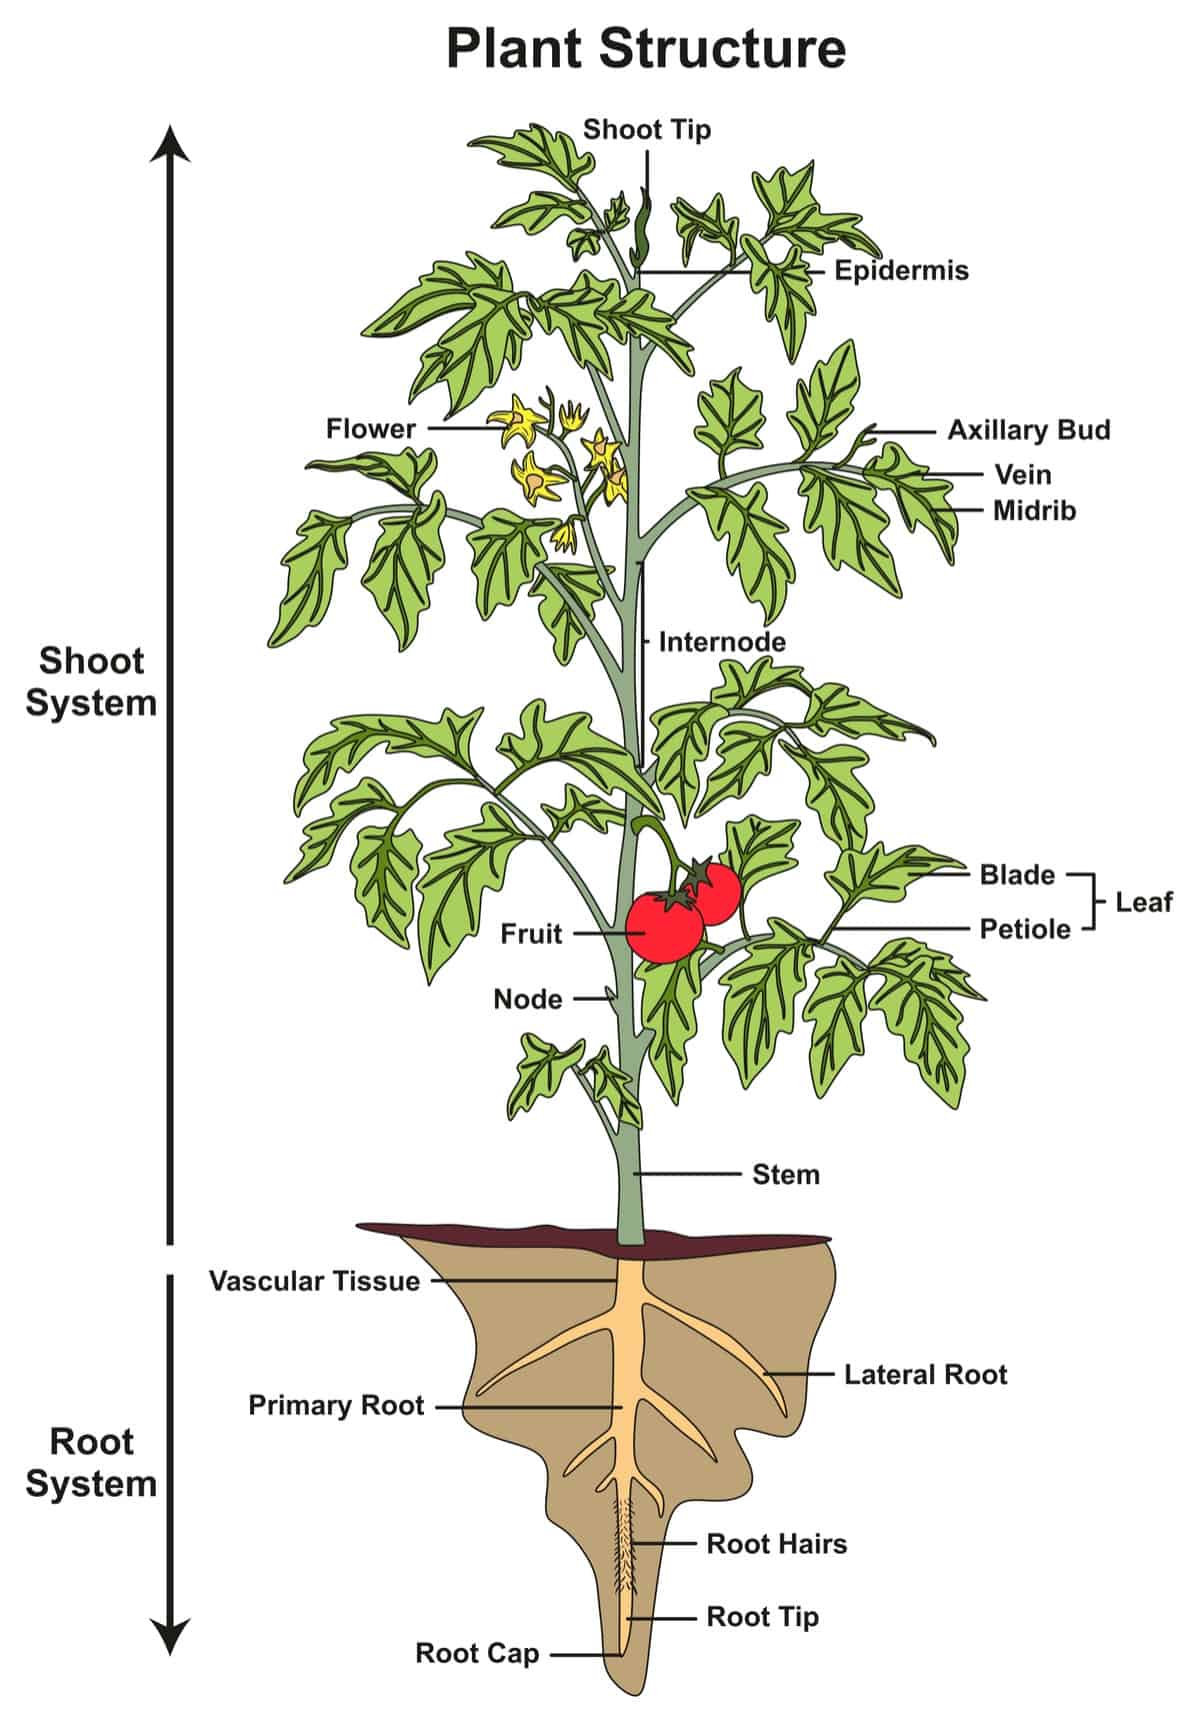 Plant Structure
Shoot Tip
Epidermis
Flower
Axillary Bud
Vein
Midrib
Internode
Shoot
System
Blade
Leaf
Petiole
Fruit
Node
Stem
Vascular Tissue
Lateral Root
Primary Root
Root
System
Root Hairs
Root Tip
Root Cap